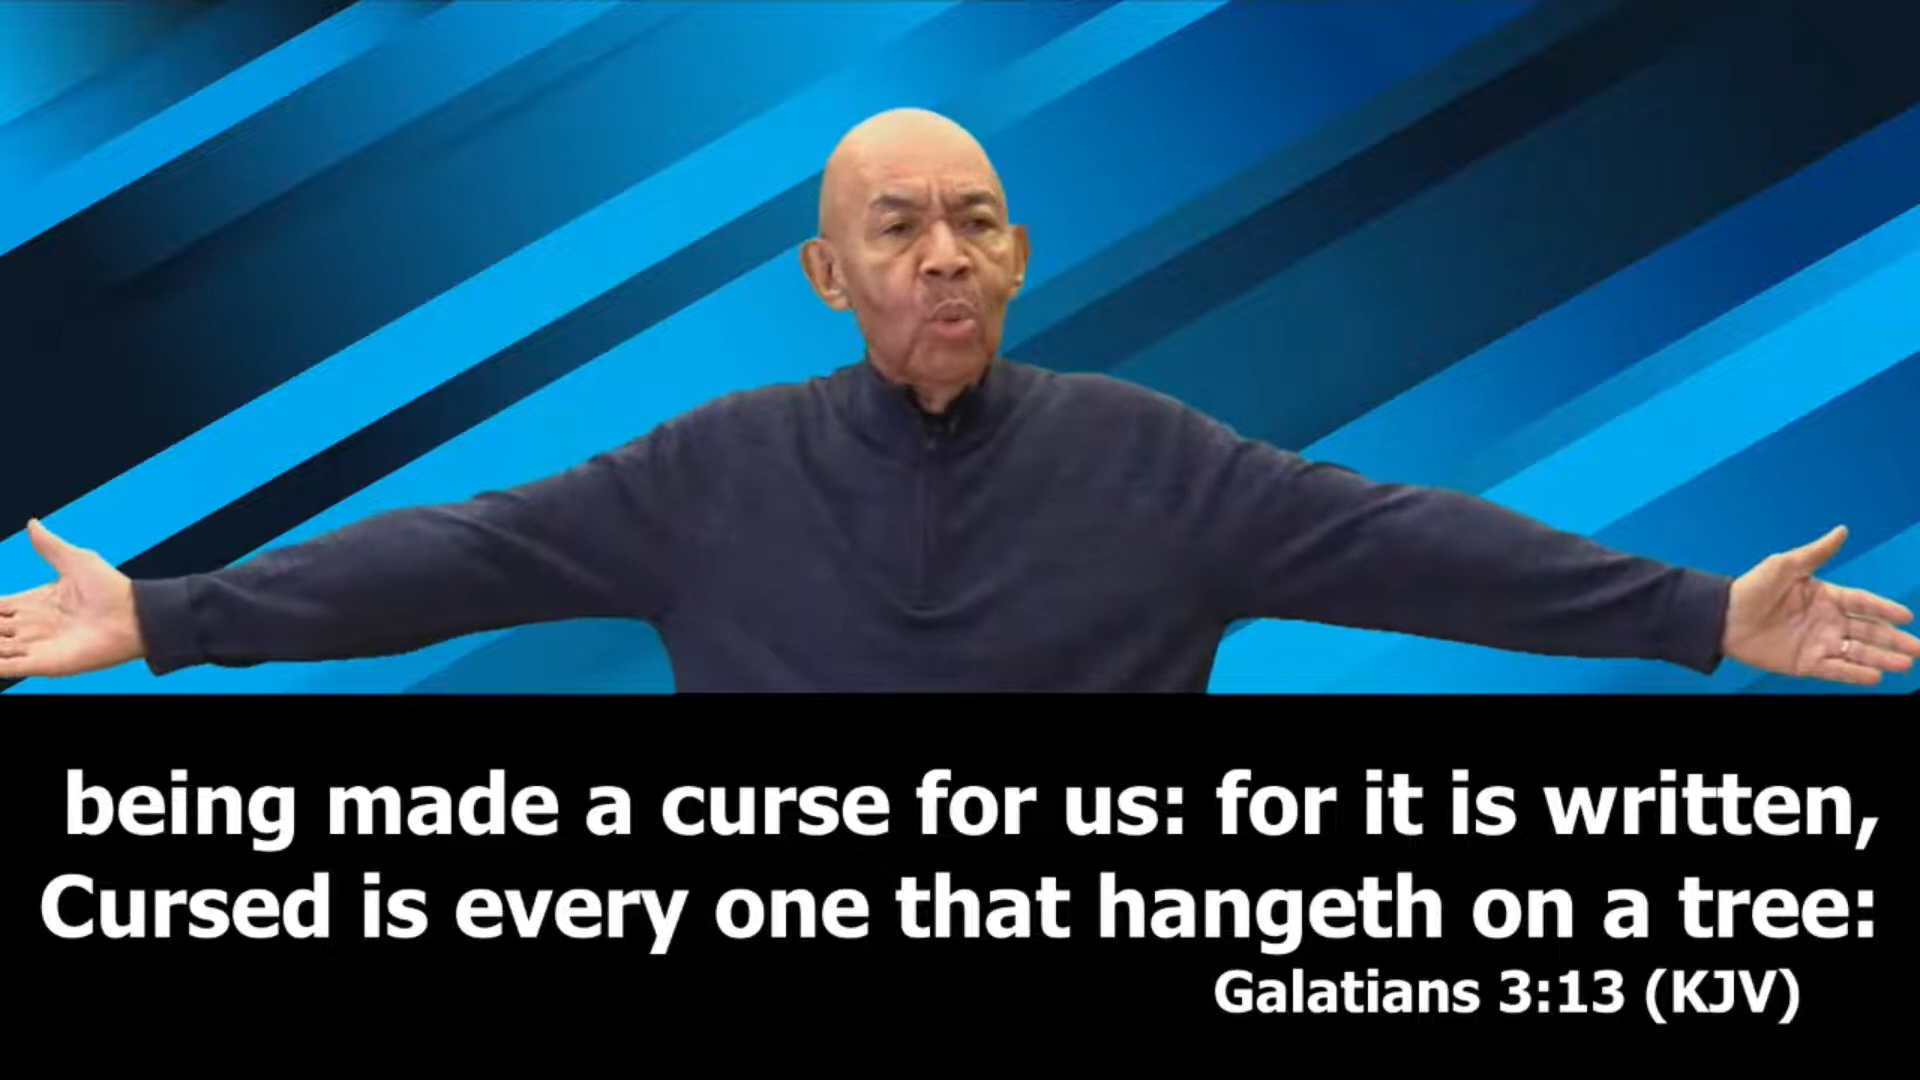 being made a curse for us: for it is written,
Cursed is every one that hangeth on a tree:
Galatians 3:13 (KJV)